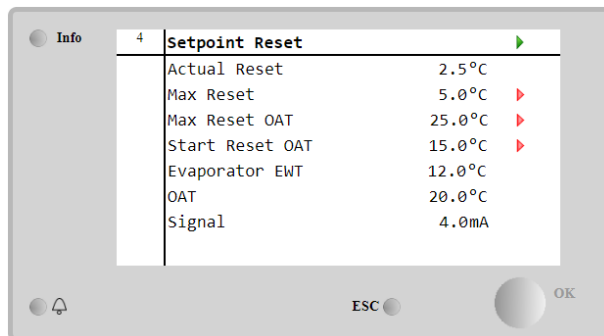 Info
4 Setpoint Reset
Actual Reset 2.5°C
Max Reset 5.0°C
Max Reset OAT 25.0°C
Start Reset OAT 15.0°C
Evaporator EWT 12.0°C
OAT 20.0°C
Signal 4.0mA
OK
ESC